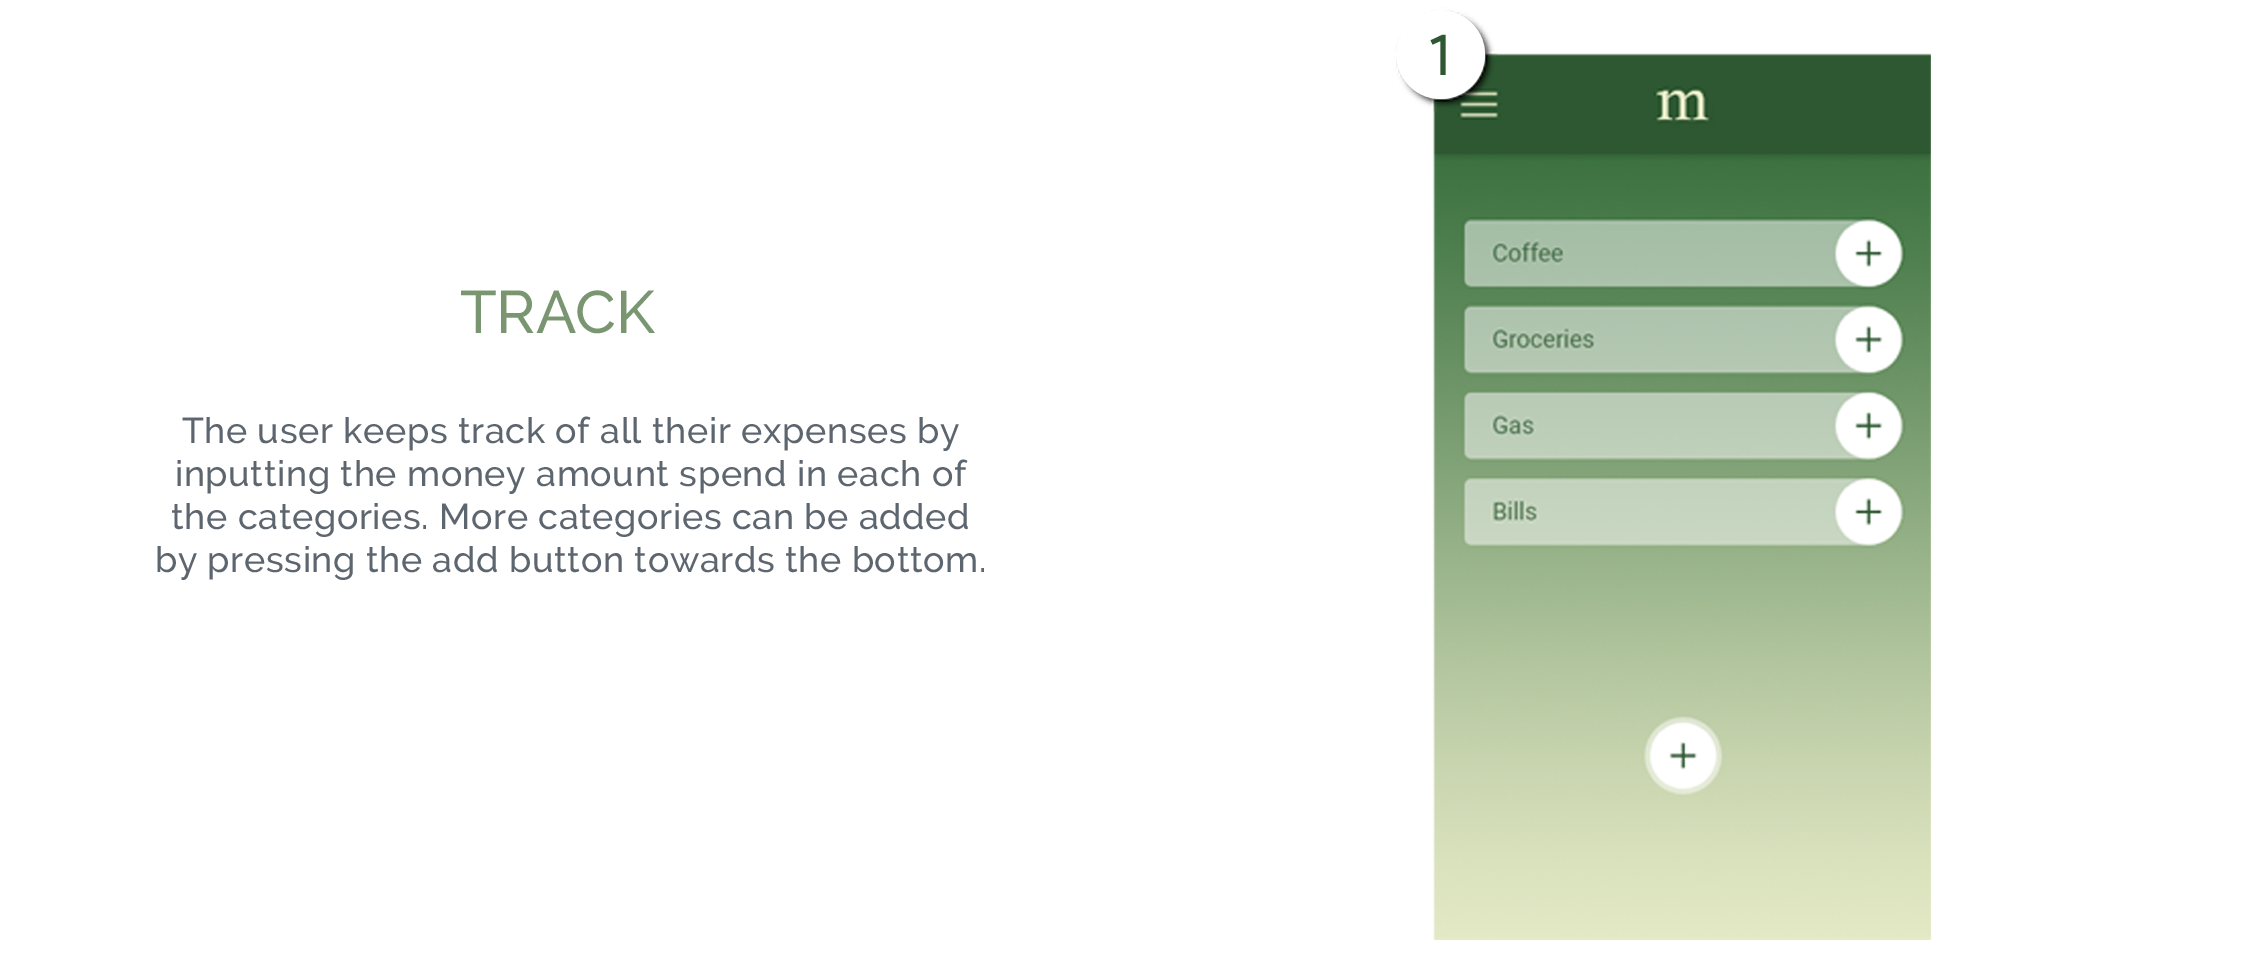 TRACK
The user keeps track of all their expenses by
inputting the money amount spend in each of
the categories. More categories can be added
by pressing the add button towards the bottom.
1
m
Coffee
Groceries
Gas
Bills